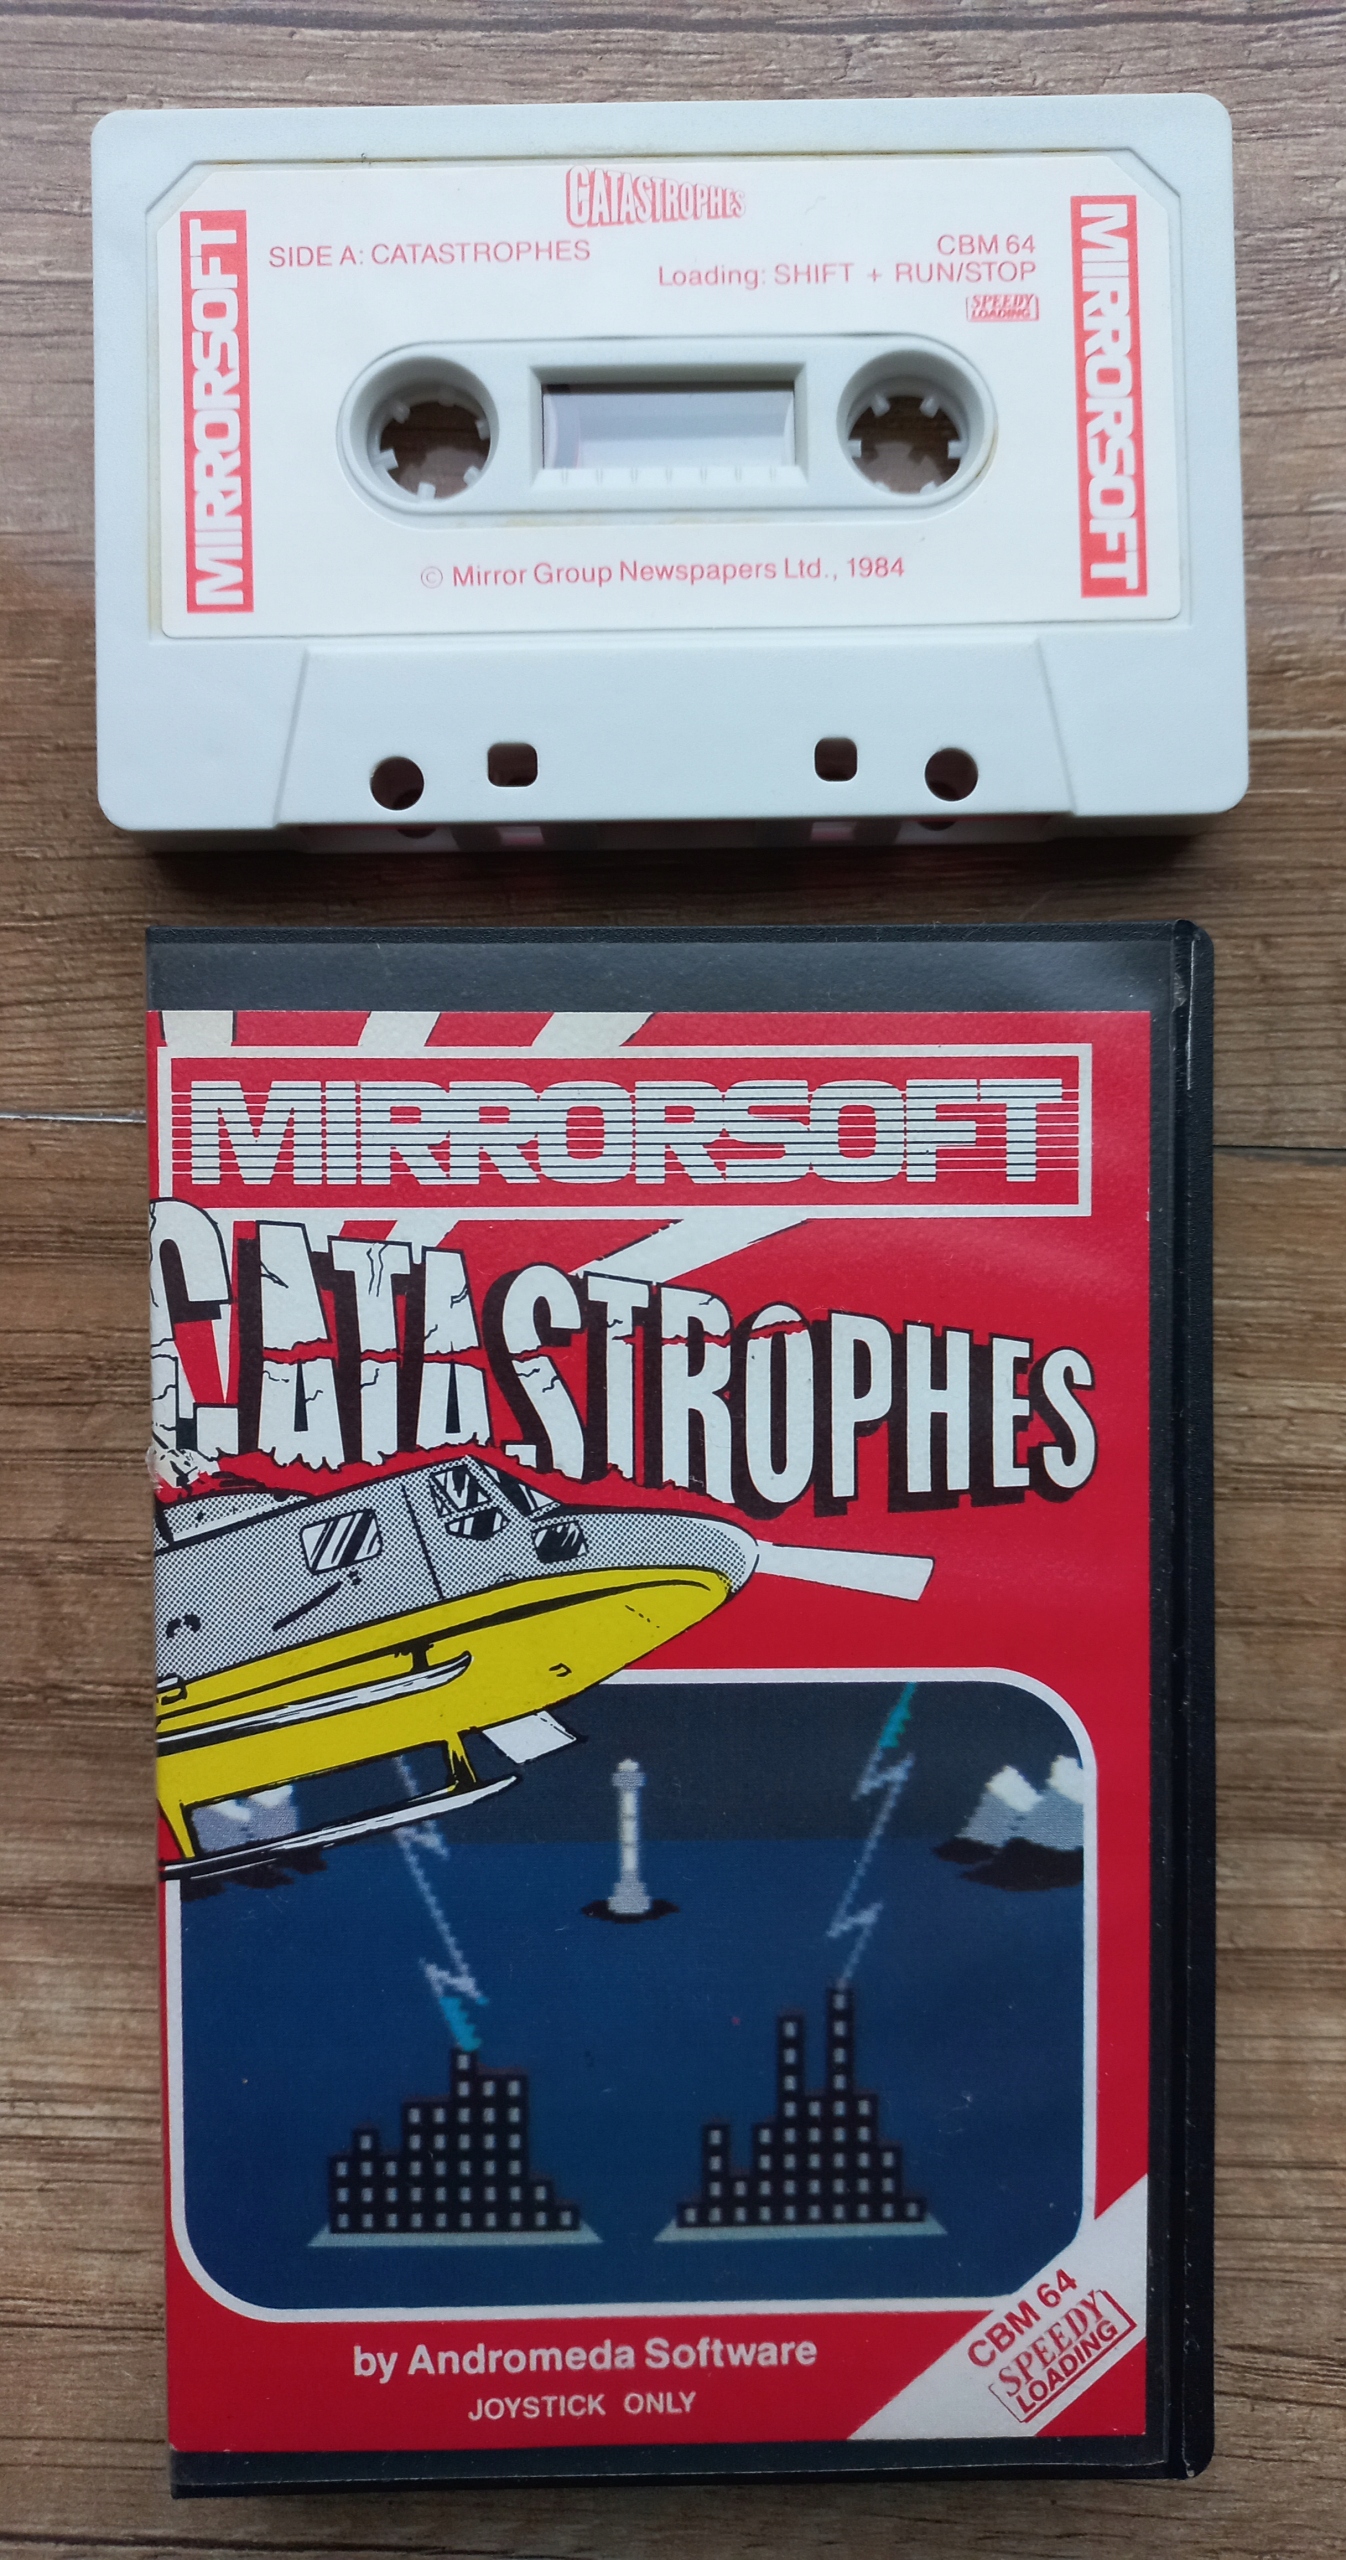 CATASTROPHES
SIDE A: CATASTROPHES
CBM 64
Loading: SHIFT + RUN/STOP
SPEEDY
LOADING
MIRRORSOFT
MIRRORSOFT
© Mirror Group Newspapers Ltd., 1984
MIRRORSOFT
CATASTROPHES
CBM 64
SPEEDY
LOADING
by Andromeda Software
JOYSTICK ONLY